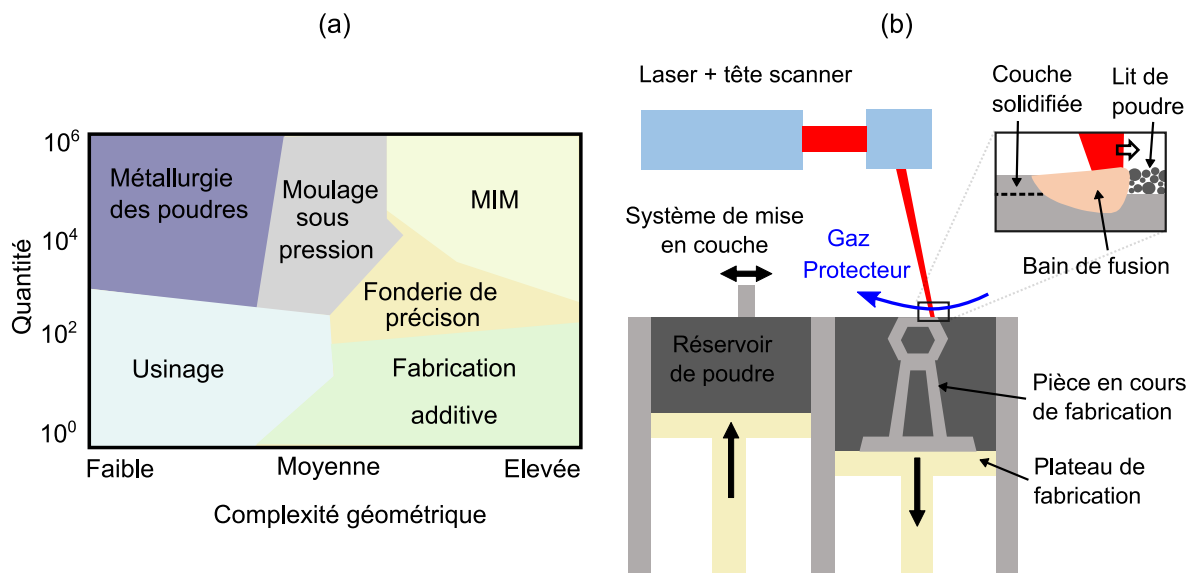 (a)
Quantité
10^6
10^4
10^2
10^0
Métallurgie
des poudres
Moulage
sous
pression
MIM
Fonderie de
précison
Usinage
Fabrication
additive
Faible
Moyenne
Elevée
Complexité géométrique
(b)
Laser + tête scanner
Couche
solidifiée
Lit de
poudre
Système de mise
en couche
Gaz
Protecteur
Bain de fusion
Réservoir
de poudre
Pièce en cours
de fabrication
Plateau de
fabrication